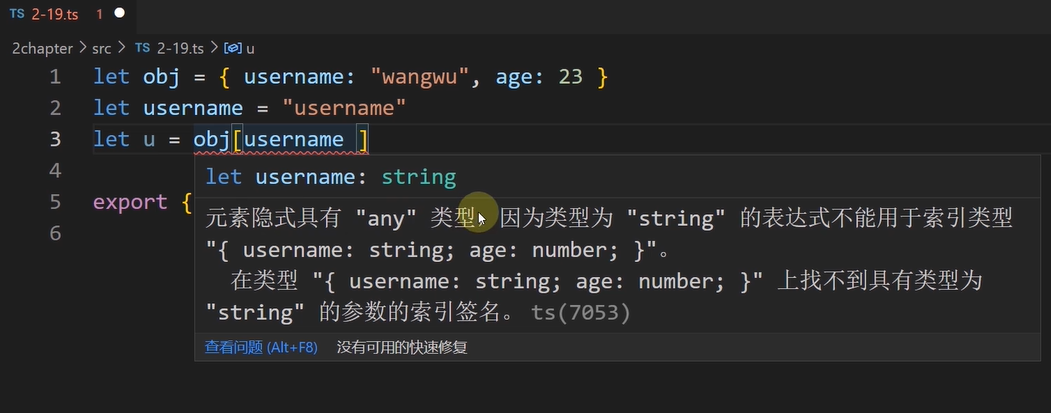 TS 2-19.ts 1
2chapter > src > TS 2-19.ts > u
1 let obj = { username: "wangwu", age: 23 }
2 let username = "username"
3 let u = obj[username ]
let username: string
4
元素隐式具有 "any" 类型，因为类型为 "string" 的表达式不能用于索引类型
5 export {
"{ username: string; age: number; }"。
6
在类型 "{ username: string; age: number; }" 上找不到具有类型为
"string" 的参数的索引签名。 ts(7053)
查看问题 (Alt+F8) 没有可用的快速修复